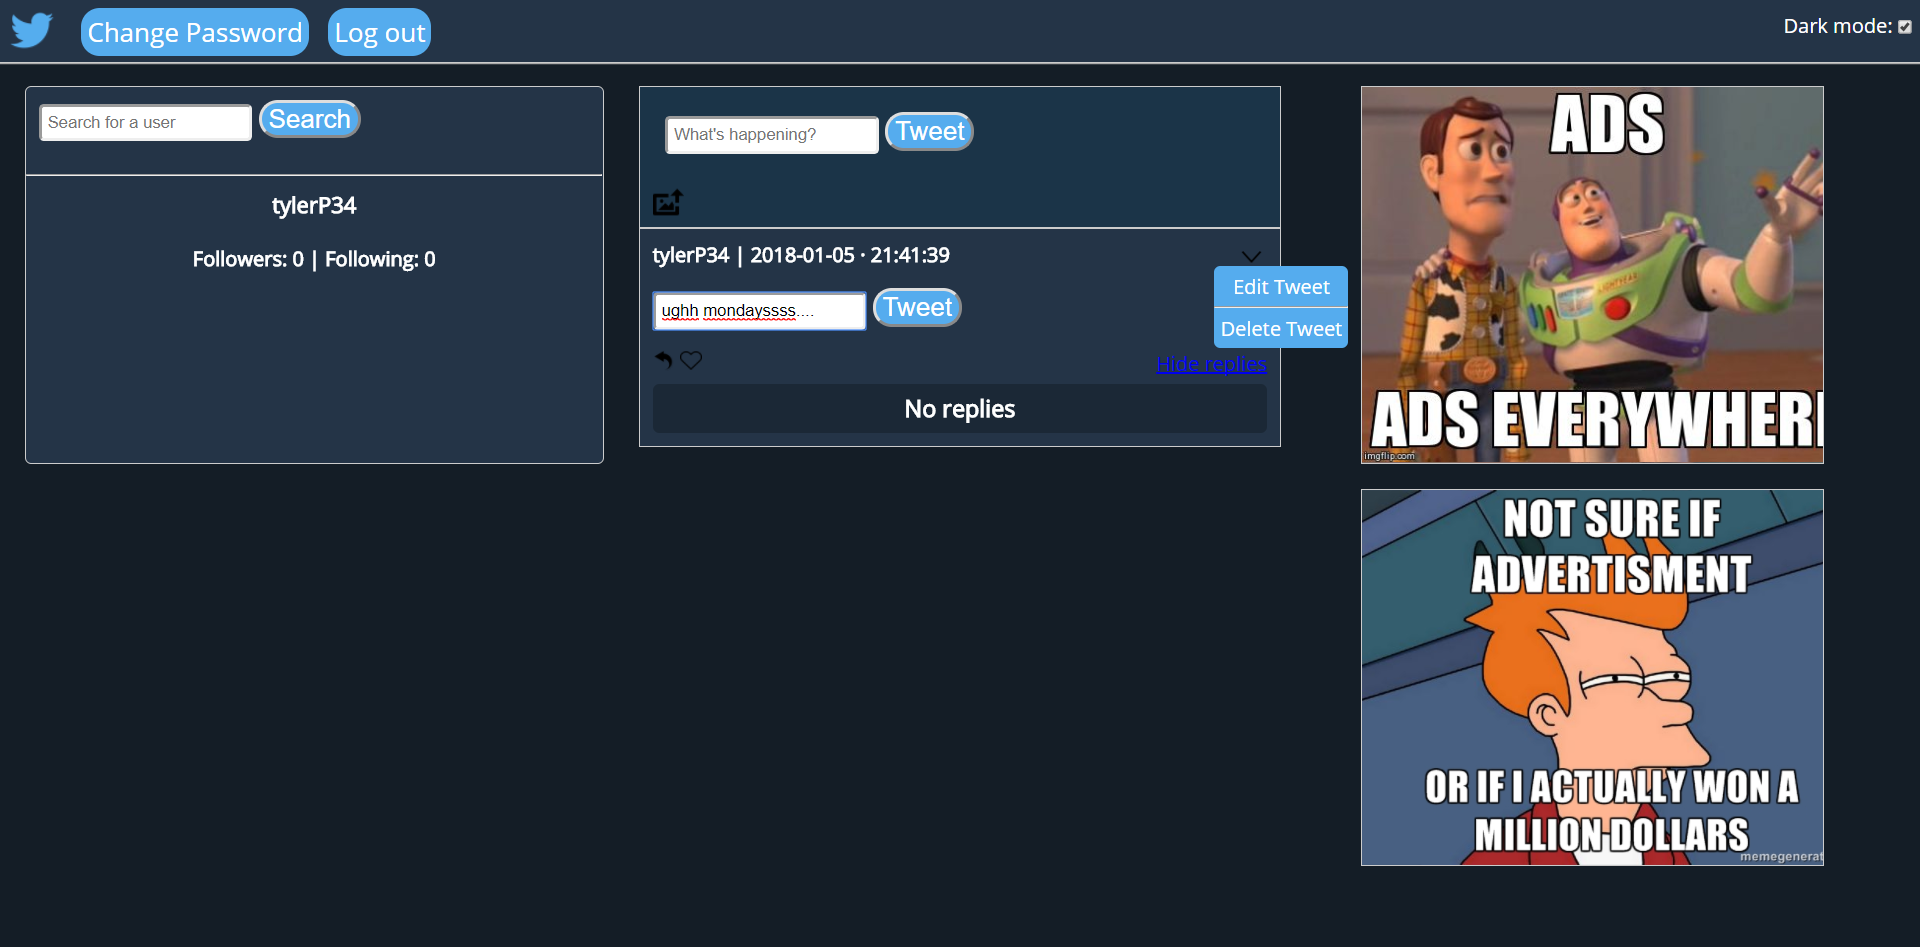 Change Password Log out
Dark mode:
Search for a user Search
tylerP34
Followers: 0 | Following: 0
What's happening? Tweet
tylerP34 | 2018-01-05 · 21:41:39
Edit Tweet
Delete Tweet
ughh mondayssss.... Tweet
Hide replies
No replies
ADS
ADS EVERYWHER
imgflip.com
NOT SURE IF
ADVERTISMENT
OR IF I ACTUALLY WON A
MILLION DOLLARS
memegenerat